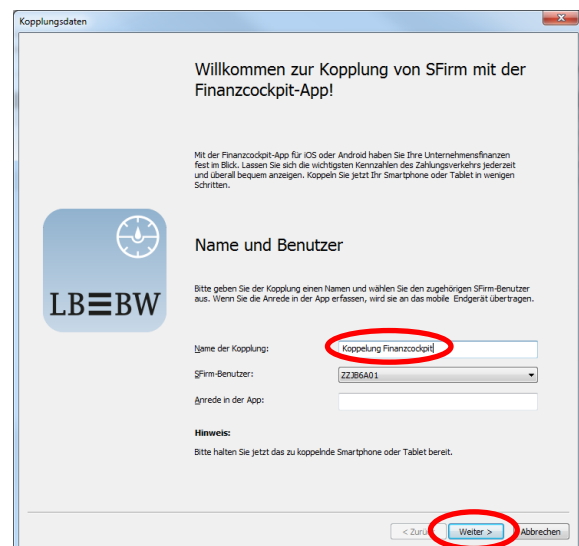 Kopplungsdaten
Willkommen zur Kopplung von SFirm mit der
Finanzcockpit-App!
Mit der Finanzcockpit-App für iOS oder Android haben Sie Ihre Unternehmensfinanzen
fest im Blick. Lassen Sie sich die wichtigsten Kennzahlen des Zahlungsverkehrs jederzeit
und überall bequem anzeigen. Koppeln Sie jetzt Ihr Smartphone oder Tablet in wenigen
Schritten.
LB≡BW
Name und Benutzer
Bitte geben Sie der Kopplung einen Namen und wählen Sie den zugehörigen SFirm-Benutzer
aus. Wenn Sie die Anrede in der App erfassen, wird sie an das mobile Endgerät übertragen.
Name der Kopplung: Koppelung Finanzcockpit
SFirm-Benutzer: ZZJB6A01
Anrede in der App:
Hinweis:
Bitte halten Sie jetzt das zu koppelnde Smartphone oder Tablet bereit.
< Zurü Weiter > Abbrechen